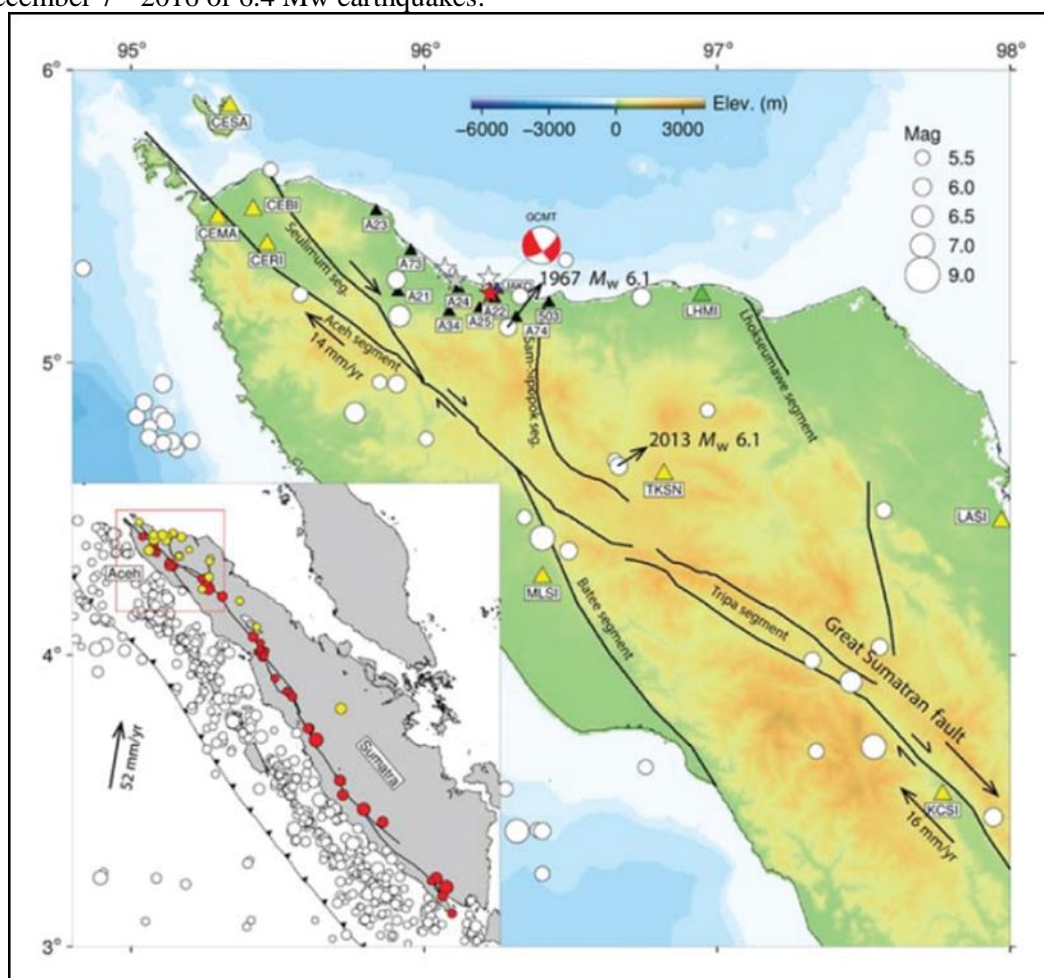 December 7 2016 of 6.4 Mw earthquakes.
95° 96° 97° 98°
6°
Elev. (m)
−6000 −3000 0 3000
Mag
5.5
6.0
6.5
7.0
9.0
CESA
CEBI
CEMA
CERI
Seulimum seg.
A23
A73
A21
A24
A34
A25
A22
A74
503
GCMT
1967 Mw 6.1
LHMI
Lhokseumawe segment
5°
Aceh segment
14 mm/yr
seg.
2013 Mw 6.1
TKSN
LASI
MLSI
Batee segment
Tripa segment
Great Sumatran fault
4°
KCSI
16 mm/yr
Aceh
Sumatra
52 mm/yr
3°